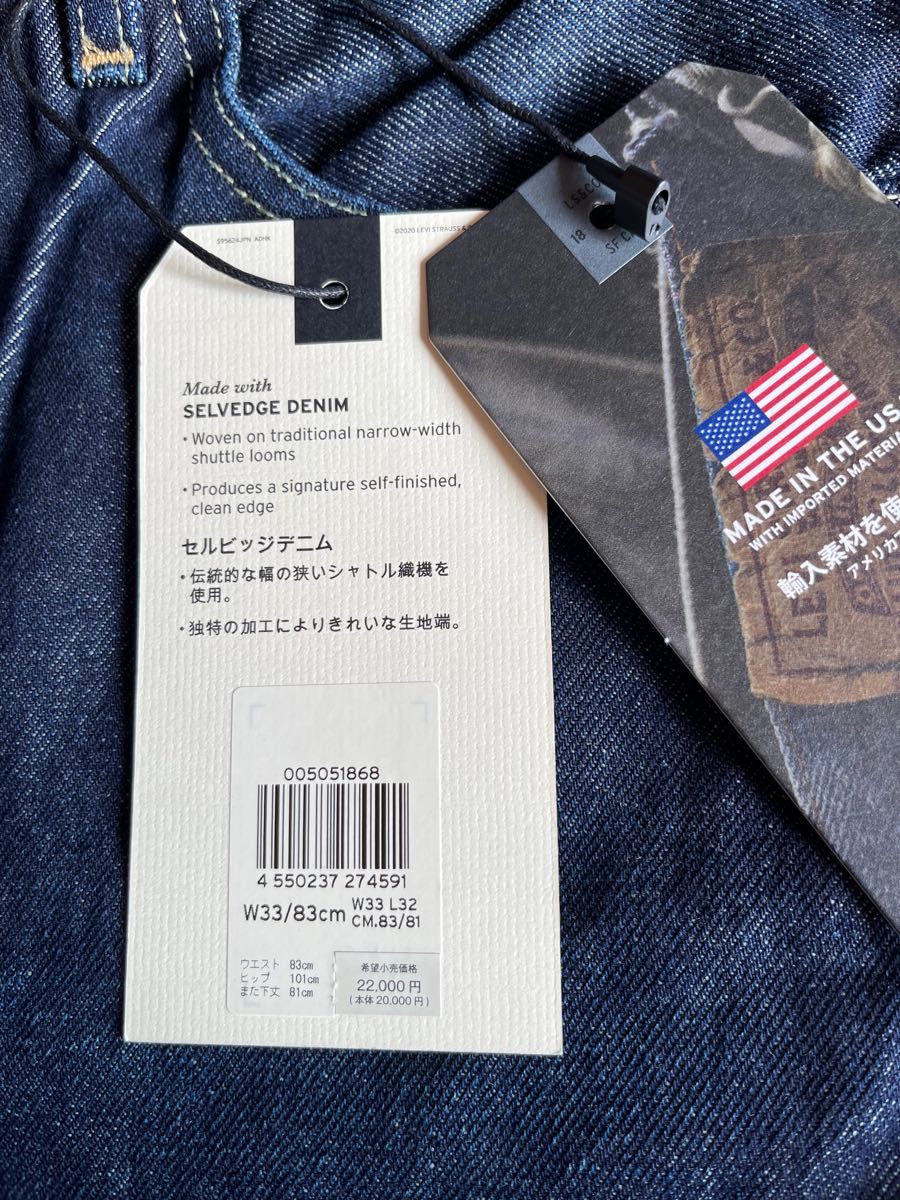 S95624JPN ADHK
©2020 LEVI STRAUSS &
Made with
SELVEDGE DENIM
• Woven on traditional narrow-width
shuttle looms
• Produces a signature self-finished,
clean edge
セルビッジデニム
• 伝統的な幅の狭いシャトル織機を
使用。
• 独特の加工によりきれいな生地端。
005051868
4 550237 274591
W33/83cm
W33 L32
CM.83/81
ウエスト 83cm
ヒップ 101cm
また下丈 81cm
希望小売価格
22,000円
(本体 20,000円)
LS&CO
18
SF C
& CO.
MADE IN THE USA
WITH IMPORTED MATERIA
輸入素材を使
アメリカ
LE